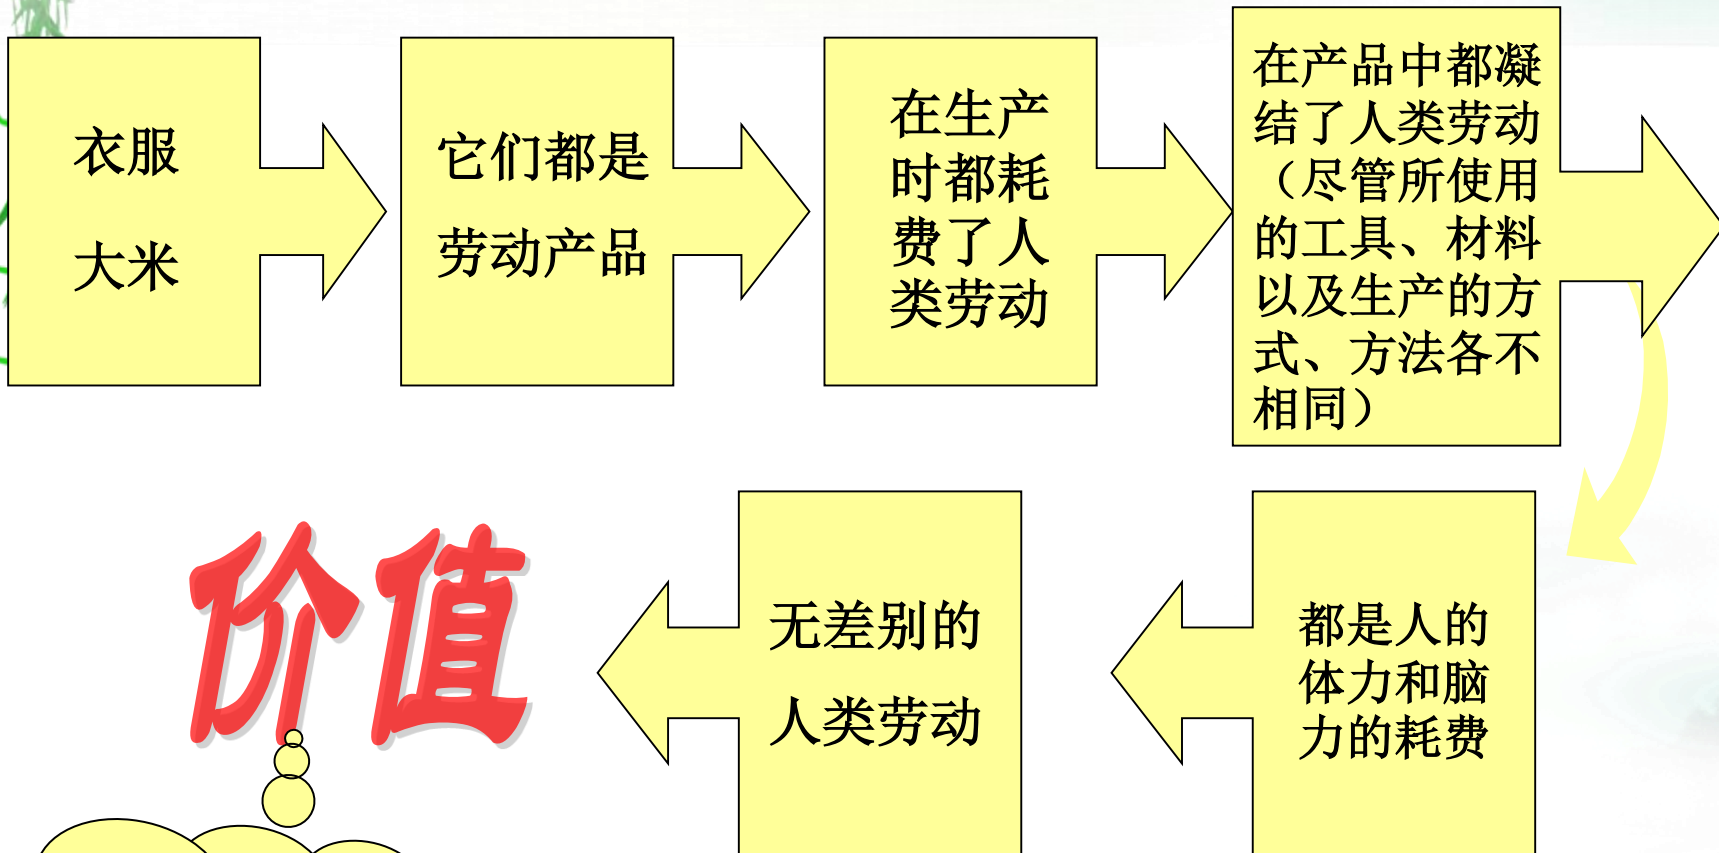 衣服
大米
它们都是
劳动产品
在生产
时都耗
费了人
类劳动
在产品中都凝
结了人类劳动
（尽管所使用
的工具、材料
以及生产的方
式、方法各不
相同）
都是人的
体力和脑
力的耗费
无差别的
人类劳动
价值